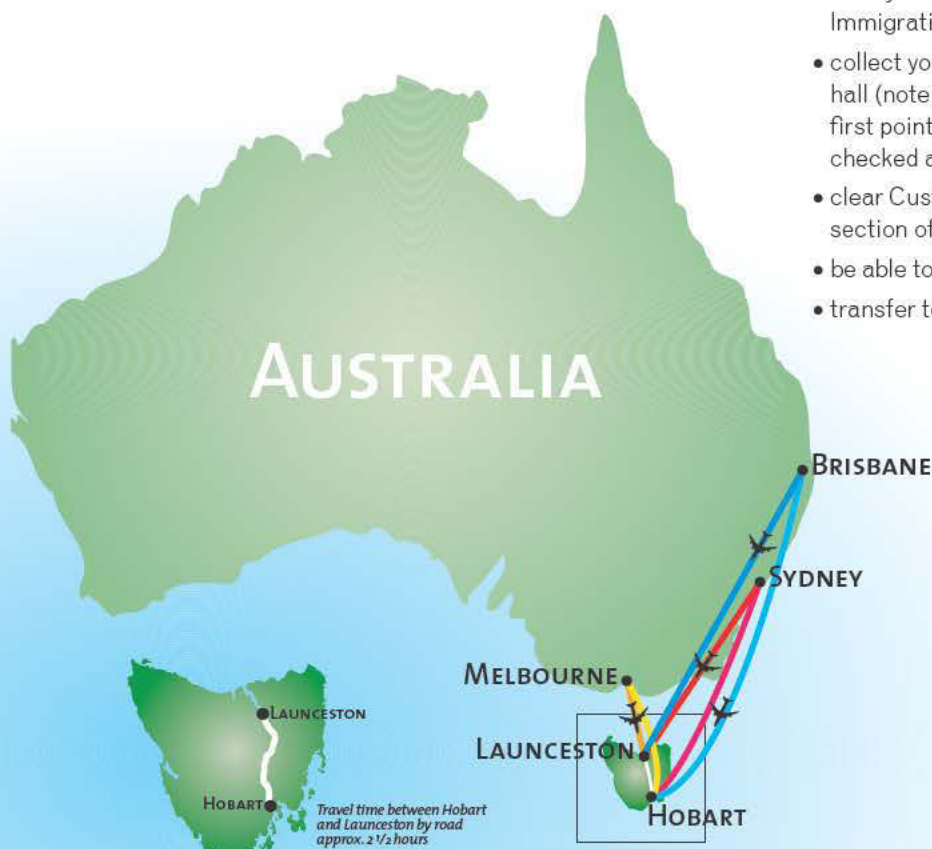 Immigrati
• collect yo
hall (note
first point
checked a
• clear Cus
section of
• be able to
• transfer to
AUSTRALIA
BRISBANE
SYDNEY
MELBOURNE
LAUNCESTON
HOBART
LAUNCESTON
HOBART
Travel time between Hobart
and Launceston by road
approx. 2 1/2 hours